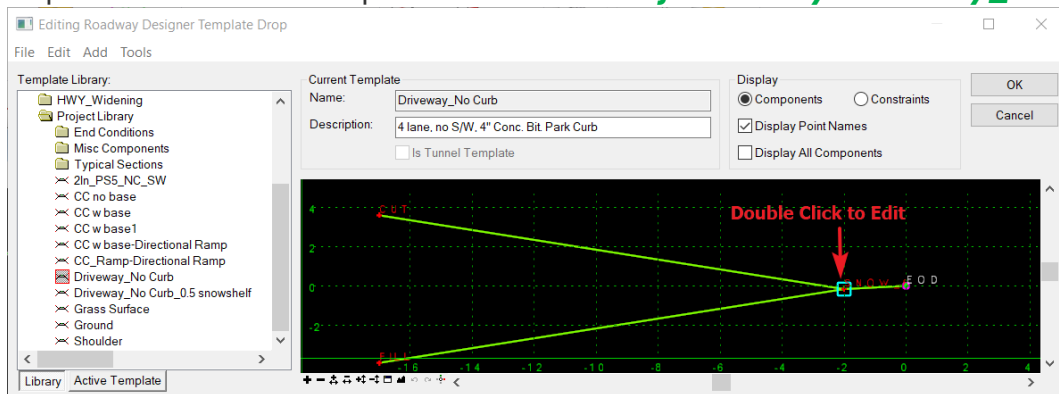 Editing Roadway Designer Template Drop
File Edit Add Tools
Template Library:
HWY_Widening
Project Library
End Conditions
Misc Components
Typical Sections
2ln_PS5_NC_SW
CC no base
CC w base
CC w base1
CC w base-Directional Ramp
CC_Ramp-Directional Ramp
Driveway_No Curb
Driveway_No Curb_0.5 snowshelf
Grass Surface
Ground
Shoulder
Library Active Template
Current Template
Name: Driveway_No Curb
Description: 4 lane, no S/W, 4" Conc. Bit. Park Curb
Is Tunnel Template
Display
Components Constraints
Display Point Names
Display All Components
OK
Cancel
Double Click to Edit
CUT
SNOW
EOD
4
2
0
-2
-16 -14 -12 -10 -8 -6 -4 -2 0 2 4